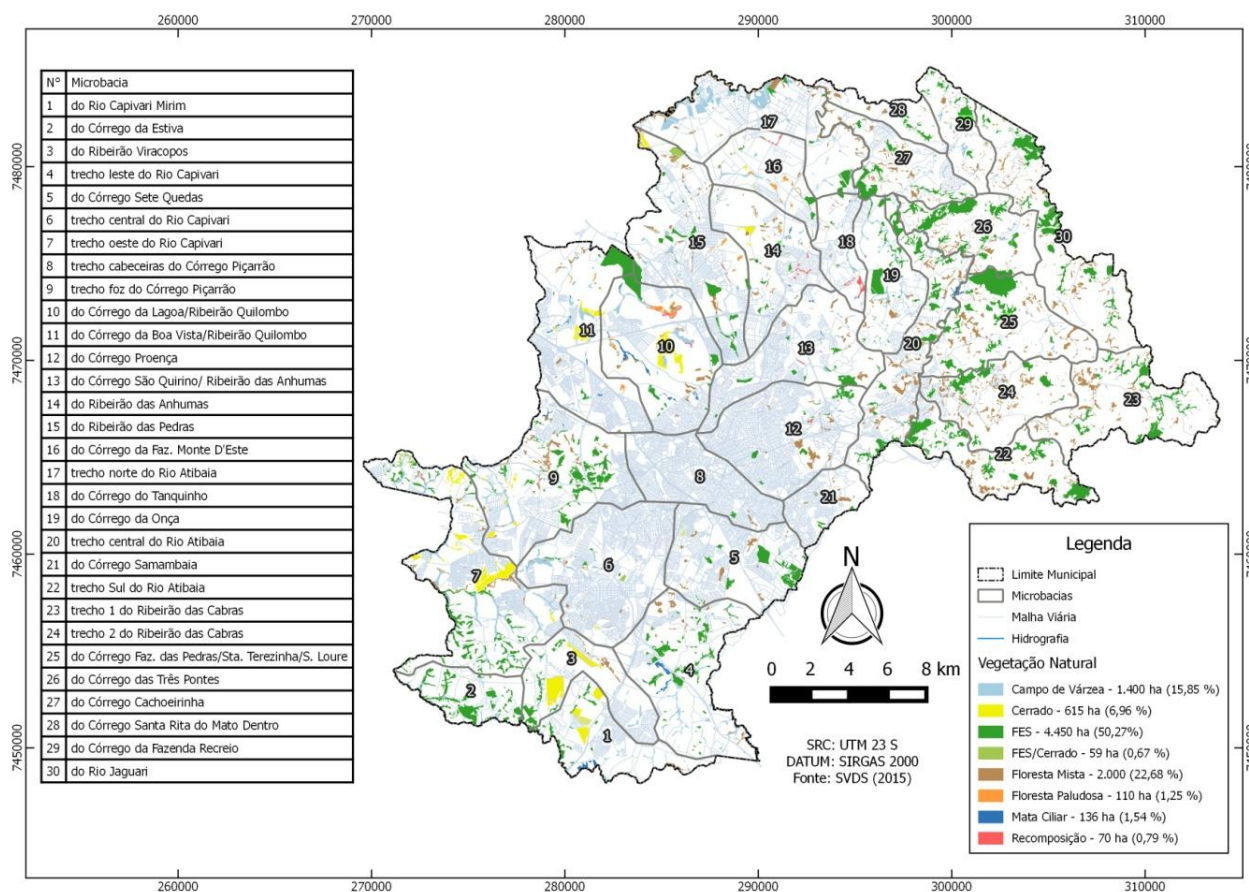 260000 270000 280000 290000 300000 310000
7480000
7470000
7460000
7450000
N° Microbacia
1 do Rio Capivari Mirim
2 do Córrego da Estiva
3 do Ribeirão Viracopos
4 trecho leste do Rio Capivari
5 do Córrego Sete Quedas
6 trecho central do Rio Capivari
7 trecho oeste do Rio Capivari
8 trecho cabeceiras do Córrego Piçarrão
9 trecho foz do Córrego Piçarrão
10 do Córrego da Lagoa/Ribeirão Quilombo
11 do Córrego da Boa Vista/Ribeirão Quilombo
12 do Córrego Proença
13 do Córrego São Quirino/ Ribeirão das Anhumas
14 do Ribeirão das Anhumas
15 do Ribeirão das Pedras
16 do Córrego da Faz. Monte D'Este
17 trecho norte do Rio Atibaia
18 do Córrego do Tanquinho
19 do Córrego da Onça
20 trecho central do Rio Atibaia
21 do Córrego Samambaia
22 trecho Sul do Rio Atibaia
23 trecho 1 do Ribeirão das Cabras
24 trecho 2 do Ribeirão das Cabras
25 do Córrego Faz. das Pedras/Sta. Terezinha/S. Loure
26 do Córrego das Três Pontes
27 do Córrego Cachoeirinha
28 do Córrego Santa Rita do Mato Dentro
29 do Córrego da Fazenda Recreio
30 do Rio Jaguari
28
17
29
27
16
26
30
15
14
18
19
25
11
10
13
20
24
23
12
22
9
8
21
5
6
7
3
4
2
1
N
0 2 4 6 8 km
SRC: UTM 23 S
DATUM: SIRGAS 2000
Fonte: SVDS (2015)
Legenda
Limite Municipal
Microbacias
Malha Viária
Hidrografia
Vegetação Natural
Campo de Várzea - 1.400 ha (15,85 %)
Cerrado - 615 ha (6,96 %)
FES - 4.450 ha (50,27%)
FES/Cerrado - 59 ha (0,67 %)
Floresta Mista - 2.000 (22,68 %)
Floresta Paludosa - 110 ha (1,25 %)
Mata Ciliar - 136 ha (1,54 %)
Recomposição - 70 ha (0,79 %)
7480000
7470000
7460000
7450000
260000 270000 280000 290000 300000 310000